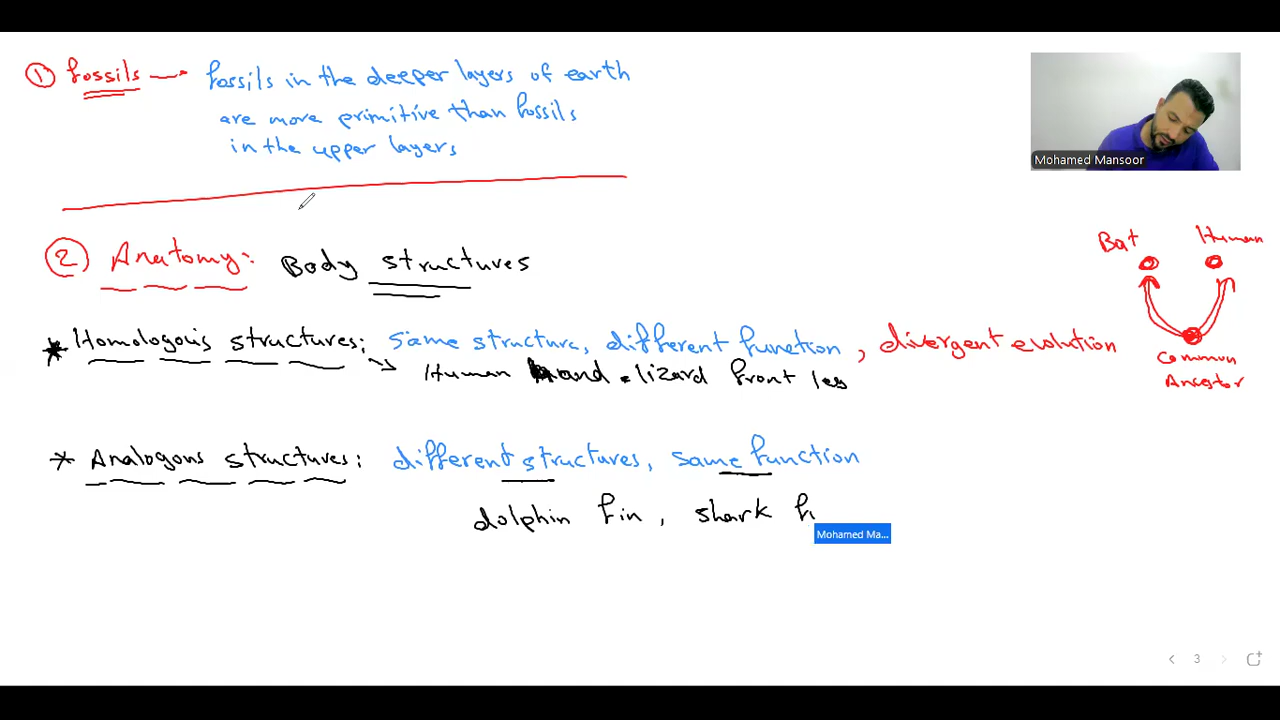 ① Fossils → fossils in the deeper layers of earth
are more primitive than fossils
in the upper layers
Mohamed Mansoor
② Anatomy: Body structures
Bat Human
* Homologous structures: same structure, different function, divergent evolution
Human hand . lizard front leg
Common
Ancestor
* Analogous structures: different structures, same function
dolphin fin, shark f
Mohamed Ma...
3